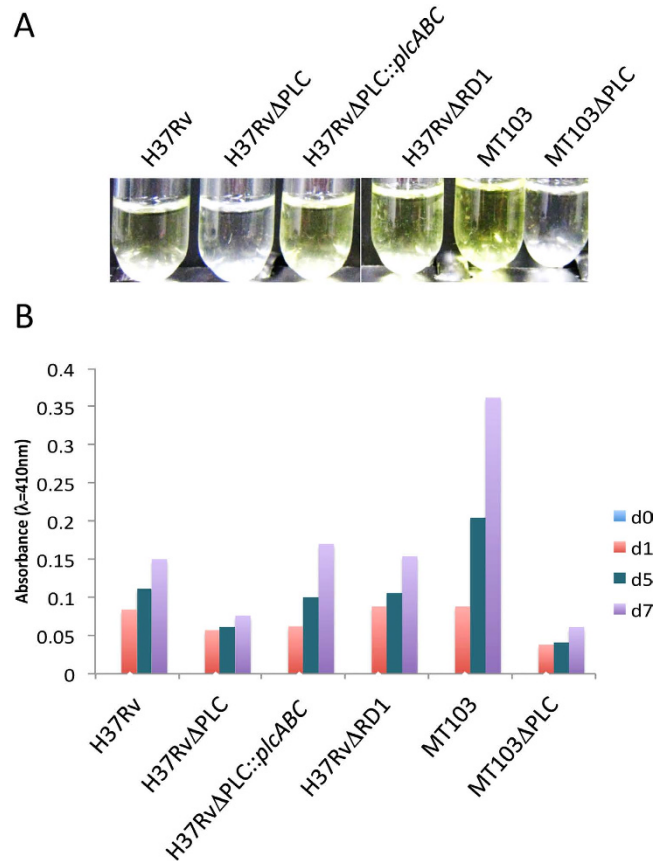 A
H37Rv
H37RvΔPLC
H37RvΔPLC::plcABC
H37RvΔRD1
MT103
MT103ΔPLC
B
Absorbance (λ=410nm)
0.4
0.35
0.3
0.25
0.2
0.15
0.1
0.05
0
H37Rv
H37RvΔPLC
H37RvΔPLC::plcABC
H37RvΔRD1
MT103
MT103ΔPLC
d0
d1
d5
d7